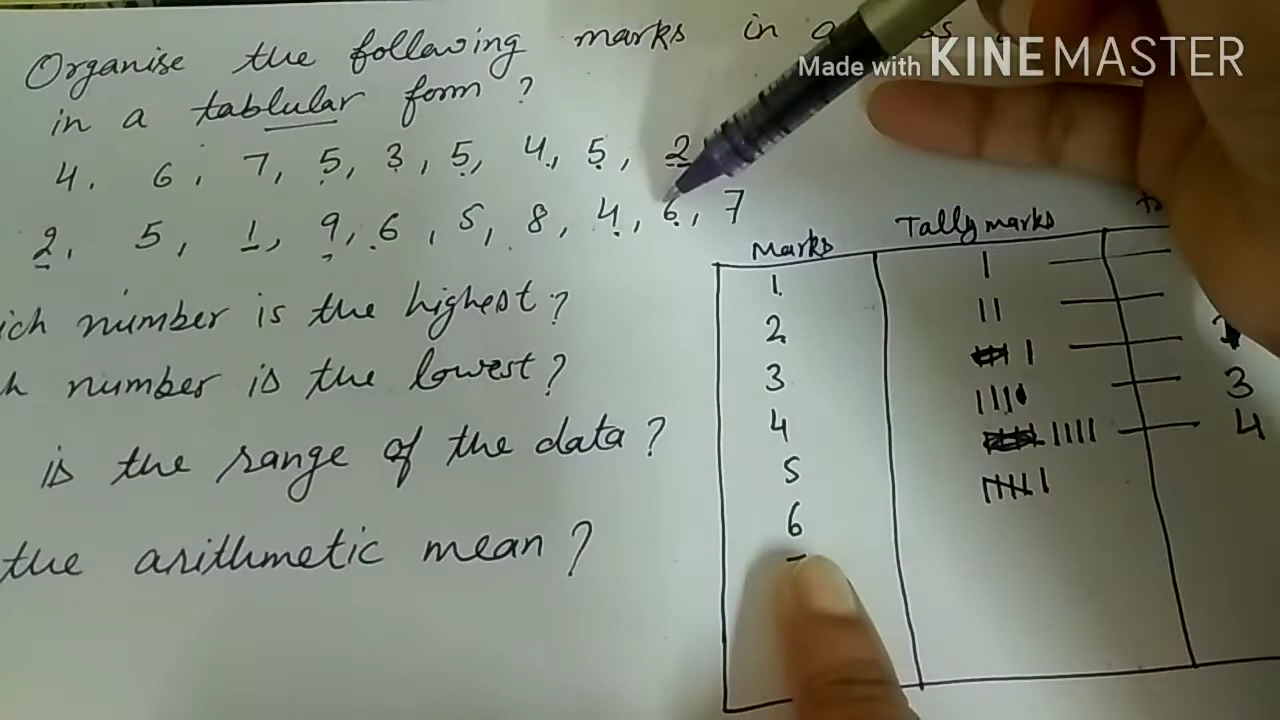 Organise the following marks in a
in a tablular form ?
4, 6, 7, 5, 3, 5, 4, 5, 2
2, 5, 1, 9, 6, 5, 8, 4, 6, 7
number is the highest?
number is the lowest?
is the range of the data?
the arithmetic mean?
Made with KINEMASTER
Marks Tally marks
1 |
2 ||
3 |
4 ||||
5 ||||
6 |||| |
3
4